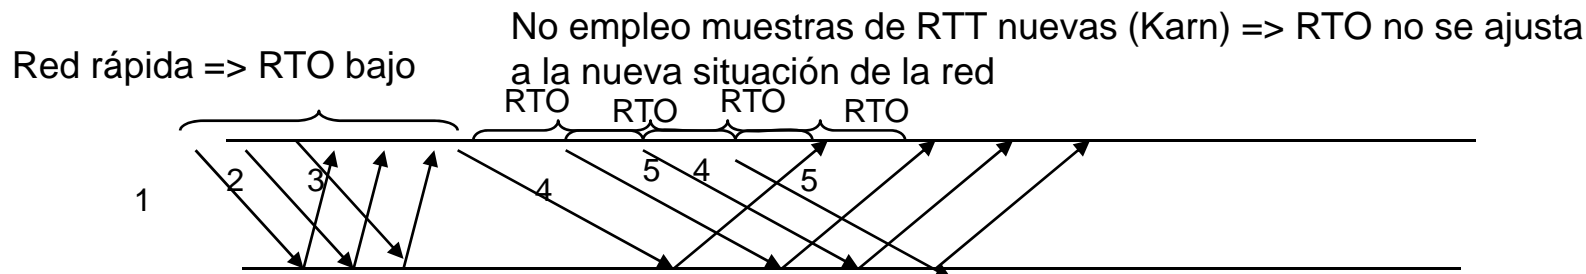 No empleo muestras de RTT nuevas (Karn) => RTO no se ajusta
a la nueva situación de la red
Red rápida => RTO bajo
RTO RTO RTO RTO
1 2 3 4 5 4 5